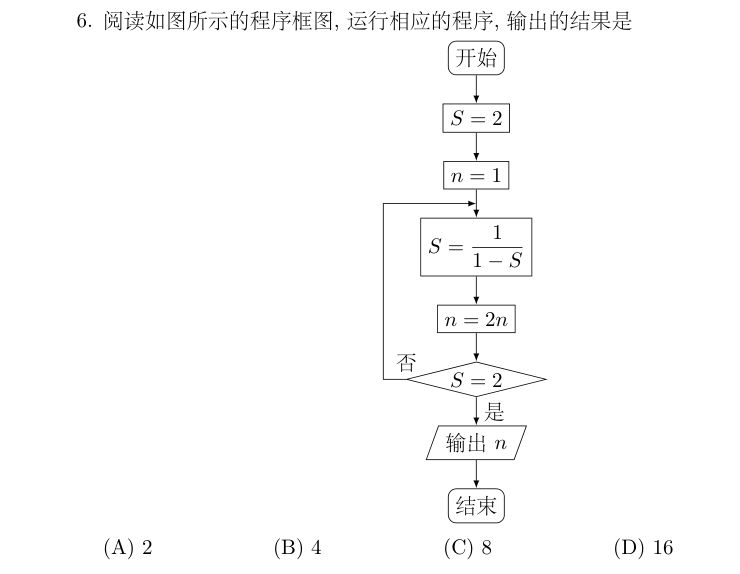 6. 阅读如图所示的程序框图, 运行相应的程序, 输出的结果是
开始
S = 2
n = 1
S = \frac{1}{1 - S}
n = 2n
否
S = 2
是
输出 n
结束
(A) 2 (B) 4 (C) 8 (D) 16